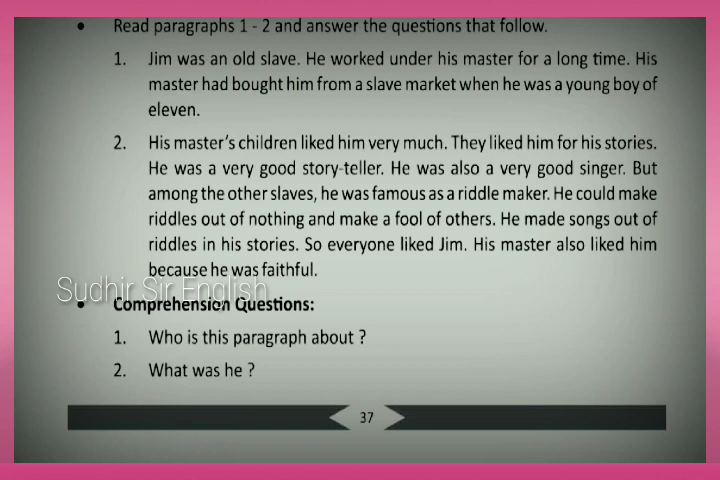 • Read paragraphs 1 - 2 and answer the questions that follow.
1. Jim was an old slave. He worked under his master for a long time. His
master had bought him from a slave market when he was a young boy of
eleven.
2. His master's children liked him very much. They liked him for his stories.
He was a very good story-teller. He was also a very good singer. But
among the other slaves, he was famous as a riddle maker. He could make
riddles out of nothing and make a fool of others. He made songs out of
riddles in his stories. So everyone liked Jim. His master also liked him
because he was faithful.
Sudhir Sir English
• Comprehension Questions:
1. Who is this paragraph about ?
2. What was he ?
37